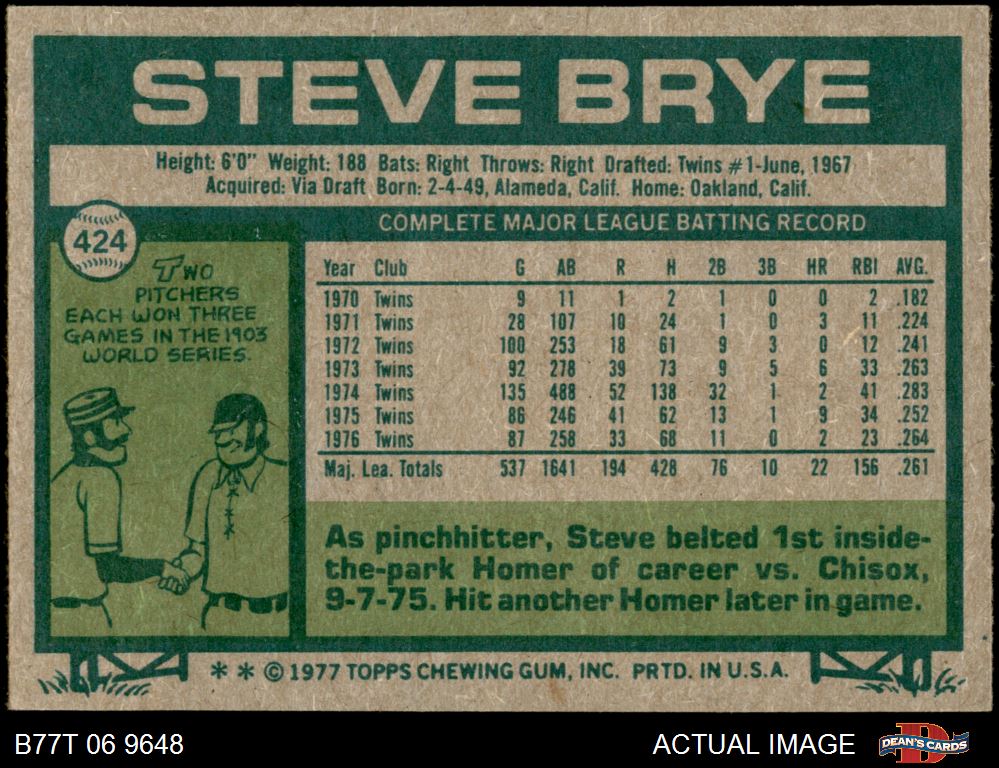 STEVE BRYE
Height: 6'0" Weight: 188 Bats: Right Throws: Right Drafted: Twins #1-June, 1967
Acquired: Via Draft Born: 2-4-49, Alameda, Calif. Home: Oakland, Calif.
424
TWO
PITCHERS
EACH WON THREE
GAMES IN THE 1903
WORLD SERIES.
COMPLETE MAJOR LEAGUE BATTING RECORD
Year Club G AB R H 2B 3B HR RBI AVG.
1970 Twins 9 11 1 2 1 0 0 2 .182
1971 Twins 28 107 10 24 1 0 3 11 .224
1972 Twins 100 253 18 61 9 3 0 12 .241
1973 Twins 92 278 39 73 9 5 6 33 .263
1974 Twins 135 488 52 138 32 1 2 41 .283
1975 Twins 86 246 41 62 13 1 9 34 .252
1976 Twins 87 258 33 68 11 0 2 23 .264
Maj. Lea. Totals 537 1641 194 428 76 10 22 156 .261
As pinchhitter, Steve belted 1st inside-
the-park Homer of career vs. Chisox,
9-7-75. Hit another Homer later in game.
* * © 1977 TOPPS CHEWING GUM, INC. PRTD. IN U.S.A.
B77T 06 9648
ACTUAL IMAGE
D
DEAN'S CARDS